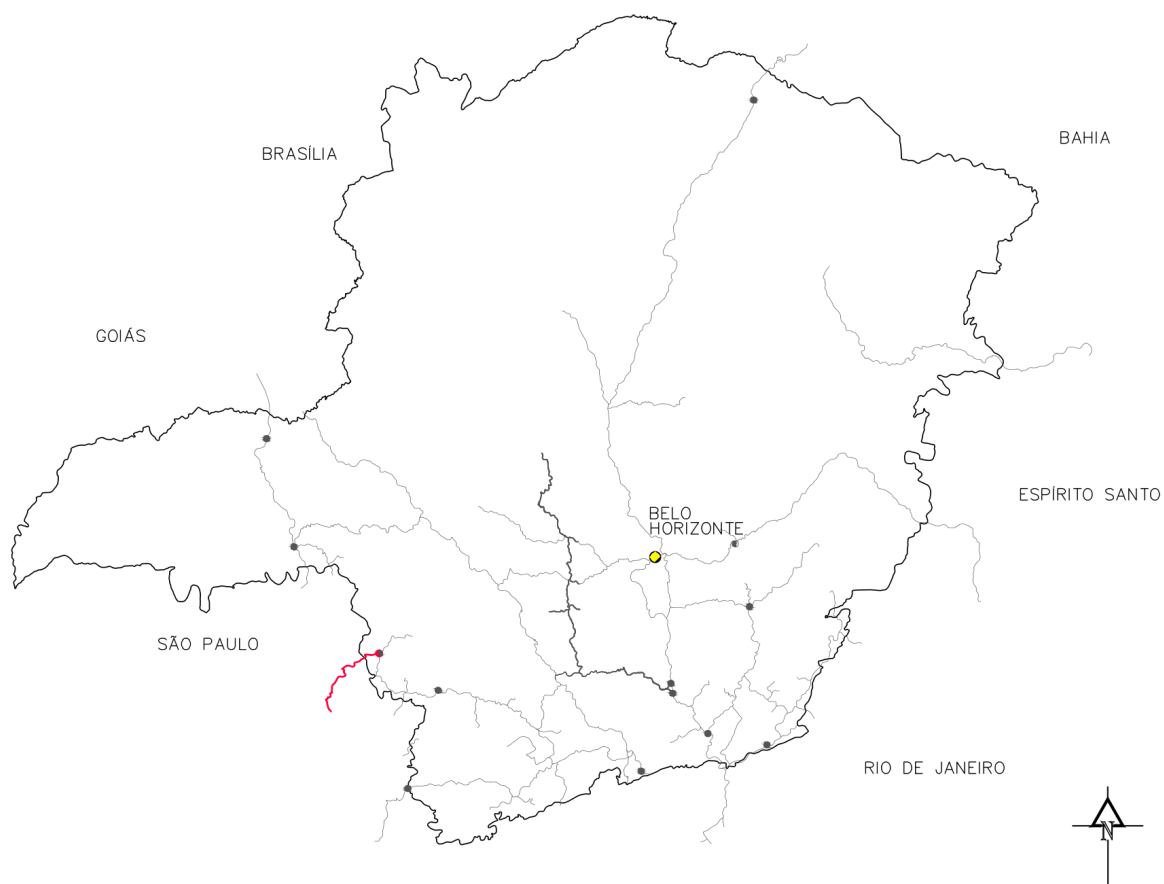 BRASÍLIA
BAHIA
GOIÁS
ESPÍRITO SANTO
BELO
HORIZONTE
SÃO PAULO
RIO DE JANEIRO
N